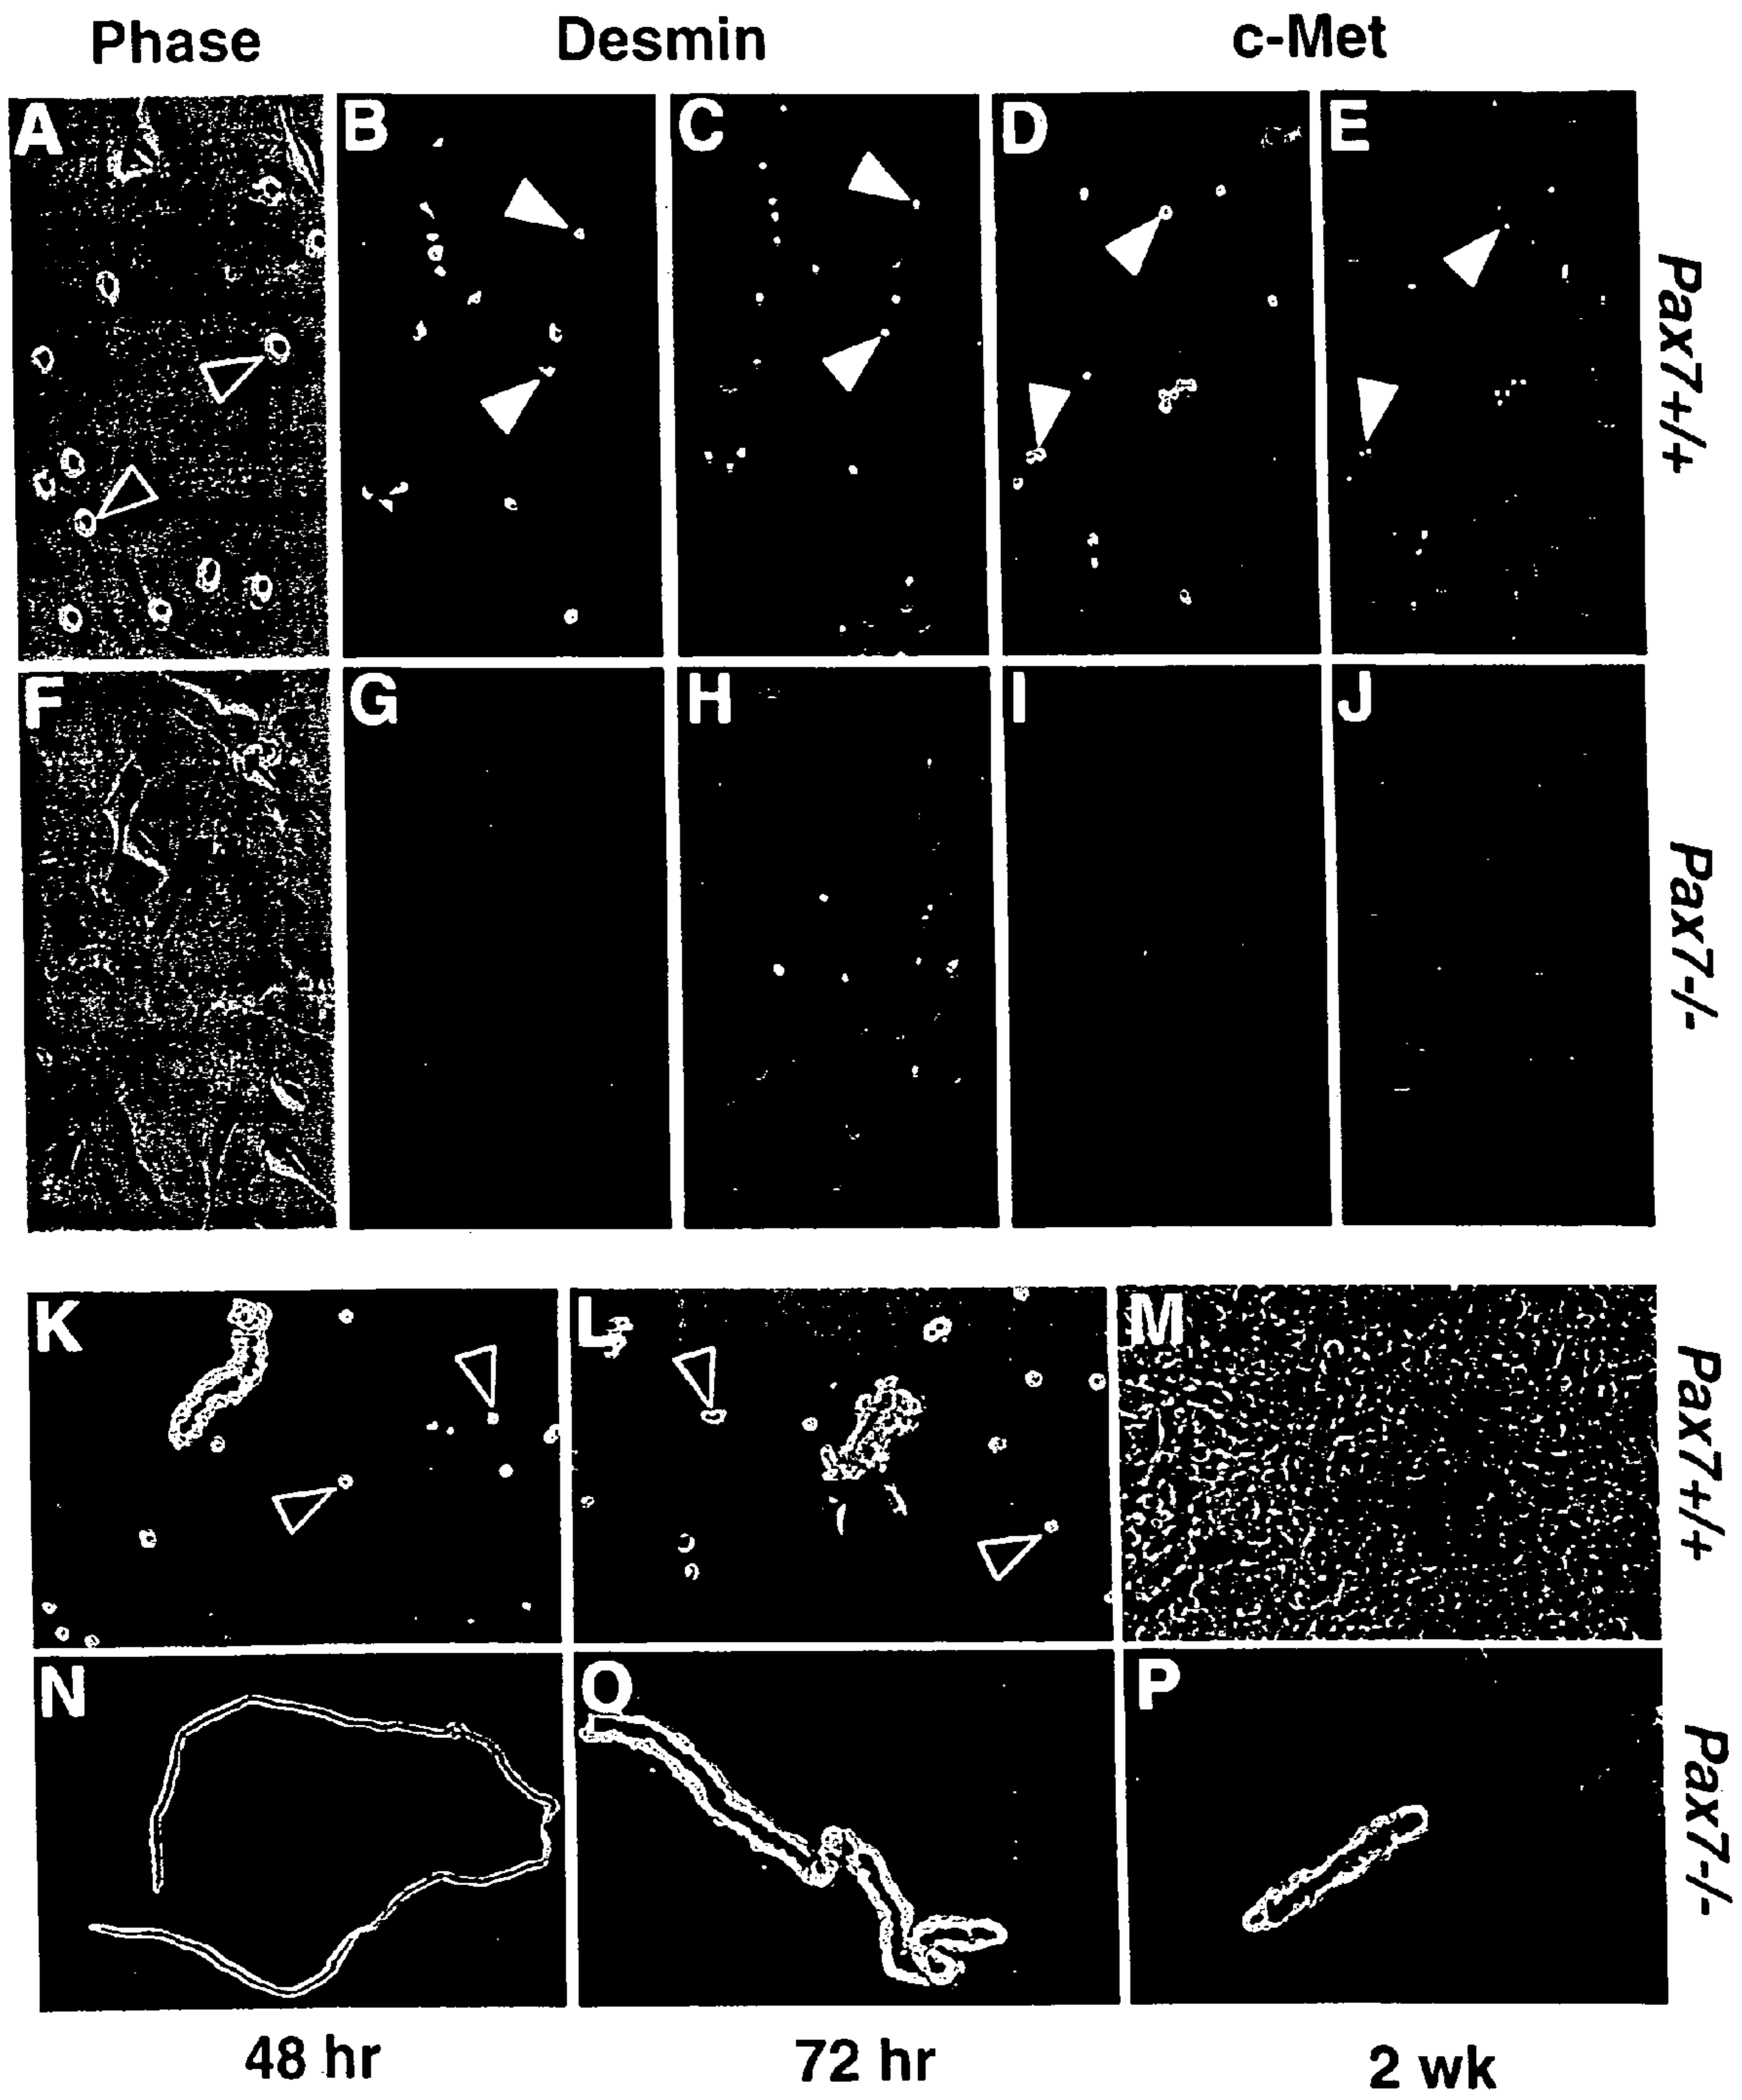 Phase Desmin c-Met
A B C D E
Pax7+/+
F G H I J
Pax7-/-
K L M
Pax7+/+
N O P
Pax7-/-
48 hr 72 hr 2 wk